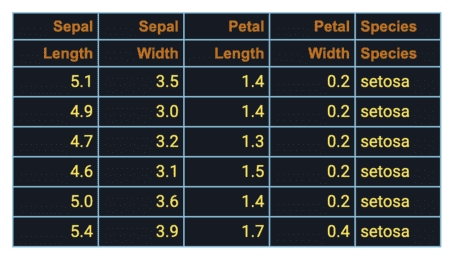 Sepal Sepal Petal Petal Species
Length Width Length Width Species
5.1 3.5 1.4 0.2 setosa
4.9 3.0 1.4 0.2 setosa
4.7 3.2 1.3 0.2 setosa
4.6 3.1 1.5 0.2 setosa
5.0 3.6 1.4 0.2 setosa
5.4 3.9 1.7 0.4 setosa